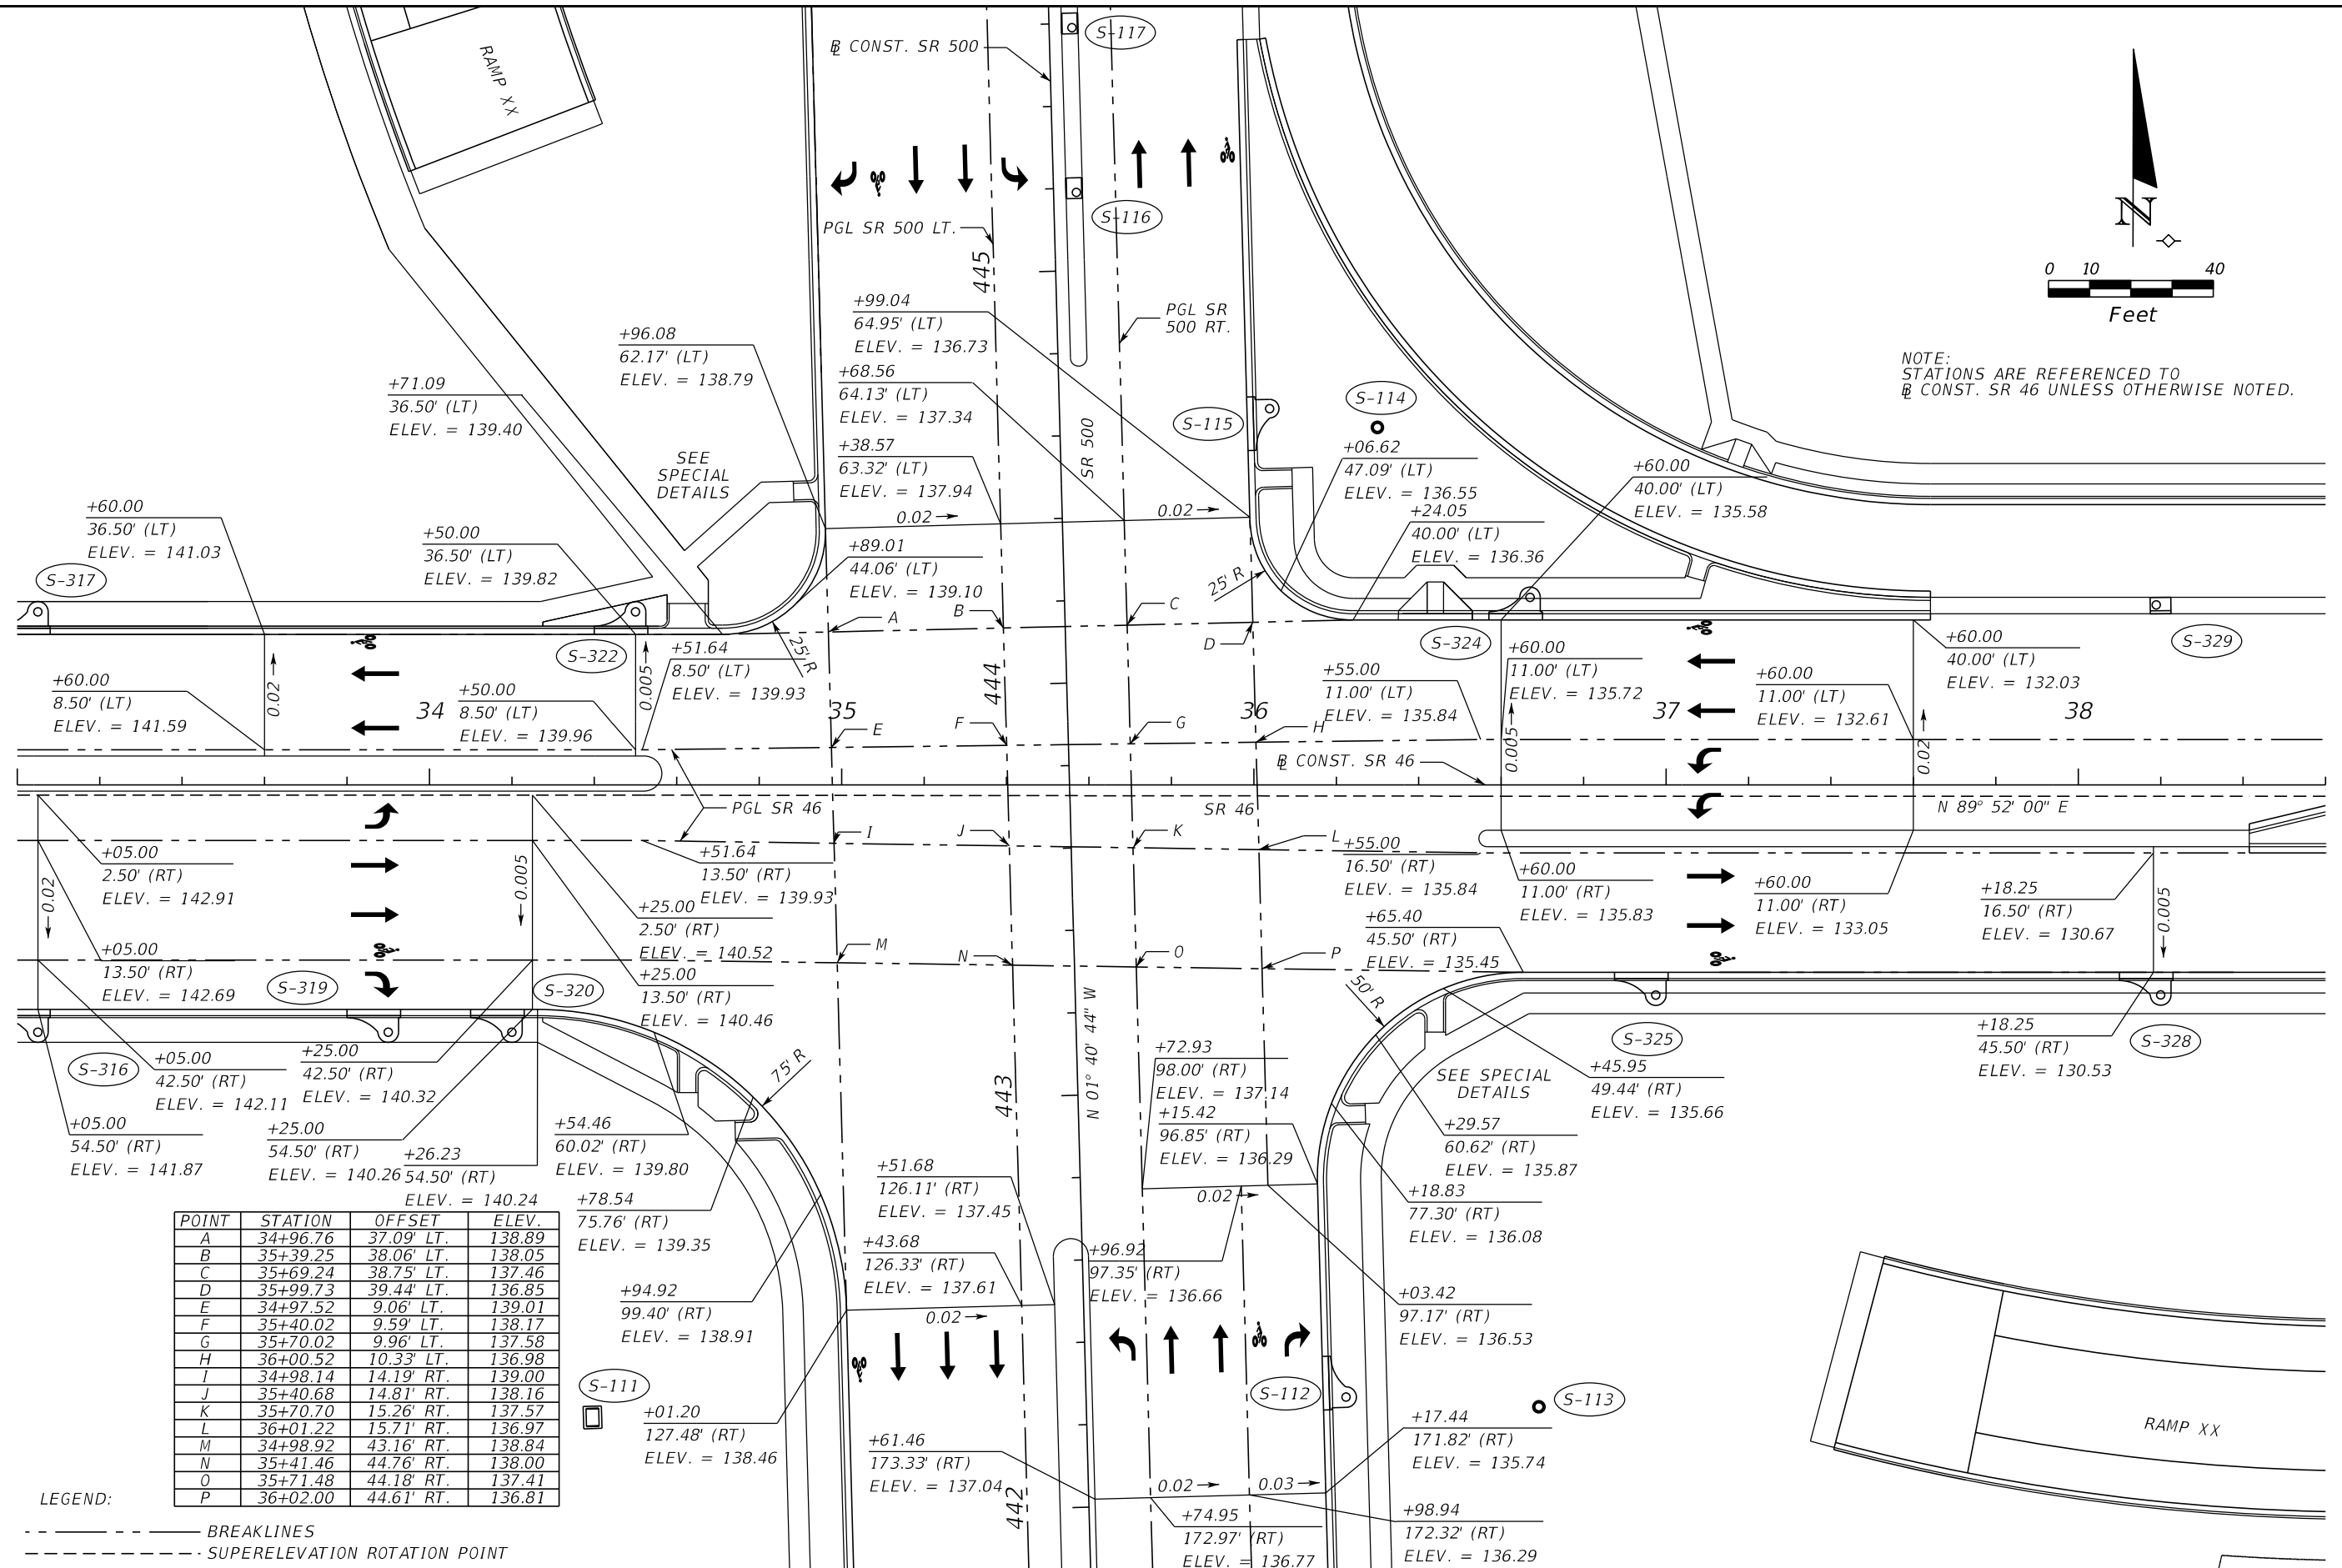 RAMP XX
℄ CONST. SR 500
S-117
S-116
PGL SR 500 LT.
445
PGL SR
500 RT.
N
0 10 40
Feet
NOTE:
STATIONS ARE REFERENCED TO
℄ CONST. SR 46 UNLESS OTHERWISE NOTED.
+99.04
64.95' (LT)
ELEV. = 136.73
+96.08
62.17' (LT)
ELEV. = 138.79
+68.56
64.13' (LT)
ELEV. = 137.34
+71.09
36.50' (LT)
ELEV. = 139.40
+38.57
63.32' (LT)
ELEV. = 137.94
SEE
SPECIAL
DETAILS
SR 500
S-115
S-114
+06.62
47.09' (LT)
ELEV. = 136.55
+60.00
40.00' (LT)
ELEV. = 135.58
+24.05
40.00' (LT)
ELEV. = 136.36
+60.00
36.50' (LT)
ELEV. = 141.03
+50.00
36.50' (LT)
ELEV. = 139.82
0.02
0.02
+89.01
44.06' (LT)
ELEV. = 139.10
25' R
S-317
A
B
C
D
25' R
S-322
S-324
S-329
+51.64
8.50' (LT)
ELEV. = 139.93
+60.00
8.50' (LT)
ELEV. = 141.59
0.02
34
+50.00
8.50' (LT)
ELEV. = 139.96
0.005
35
444
36
+55.00
11.00' (LT)
ELEV. = 135.84
+60.00
11.00' (LT)
ELEV. = 135.72
37
+60.00
11.00' (LT)
ELEV. = 132.61
+60.00
40.00' (LT)
ELEV. = 132.03
38
E
F
G
H
0.005
0.02
℄ CONST. SR 46
PGL SR 46
SR 46
N 89° 52' 00" E
I
J
K
L
+05.00
2.50' (RT)
ELEV. = 142.91
0.02
0.005
+51.64
13.50' (RT)
ELEV. = 139.93
+55.00
16.50' (RT)
ELEV. = 135.84
+60.00
11.00' (RT)
ELEV. = 135.83
+60.00
11.00' (RT)
ELEV. = 133.05
+18.25
16.50' (RT)
ELEV. = 130.67
0.005
+25.00
2.50' (RT)
ELEV. = 140.52
+65.40
45.50' (RT)
ELEV. = 135.45
+05.00
13.50' (RT)
ELEV. = 142.69
M
N
O
P
S-319
S-320
+25.00
13.50' (RT)
ELEV. = 140.46
50' R
N 01° 40' 44" W
S-316
+05.00
42.50' (RT)
ELEV. = 142.11
+25.00
42.50' (RT)
ELEV. = 140.32
75' R
443
+72.93
98.00' (RT)
ELEV. = 137.14
SEE SPECIAL
DETAILS
S-325
+45.95
49.44' (RT)
ELEV. = 135.66
+18.25
45.50' (RT)
ELEV. = 130.53
S-328
+05.00
54.50' (RT)
ELEV. = 141.87
+25.00
54.50' (RT)
ELEV. = 140.26
+26.23
54.50' (RT)
ELEV. = 140.24
+54.46
60.02' (RT)
ELEV. = 139.80
+15.42
96.85' (RT)
ELEV. = 136.29
+29.57
60.62' (RT)
ELEV. = 135.87
+51.68
126.11' (RT)
ELEV. = 137.45
0.02
+18.83
77.30' (RT)
ELEV. = 136.08
+78.54
75.76' (RT)
ELEV. = 139.35
+43.68
126.33' (RT)
ELEV. = 137.61
+96.92
97.35' (RT)
ELEV. = 136.66
+94.92
99.40' (RT)
ELEV. = 138.91
0.02
+03.42
97.17' (RT)
ELEV. = 136.53
POINT STATION OFFSET ELEV.
A 34+96.76 37.09' LT. 138.89
B 35+39.25 38.06' LT. 138.05
C 35+69.24 38.75' LT. 137.46
D 35+99.73 39.44' LT. 136.85
E 34+97.52 9.06' LT. 139.01
F 35+40.02 9.59' LT. 138.17
G 35+70.02 9.96' LT. 137.58
H 36+00.52 10.33' LT. 136.98
I 34+98.14 14.19' RT. 139.00
J 35+40.68 14.81' RT. 138.16
K 35+70.70 15.26' RT. 137.57
L 36+01.22 15.71' RT. 136.97
M 34+98.92 43.16' RT. 138.84
N 35+41.46 44.76' RT. 138.00
O 35+71.48 44.18' RT. 137.41
P 36+02.00 44.61' RT. 136.81
S-111
S-112
S-113
+01.20
127.48' (RT)
ELEV. = 138.46
+61.46
173.33' (RT)
ELEV. = 137.04
442
0.02
0.03
+17.44
171.82' (RT)
ELEV. = 135.74
RAMP XX
+74.95
172.97' (RT)
ELEV. = 136.77
+98.94
172.32' (RT)
ELEV. = 136.29
LEGEND:
BREAKLINES
SUPERELEVATION ROTATION POINT